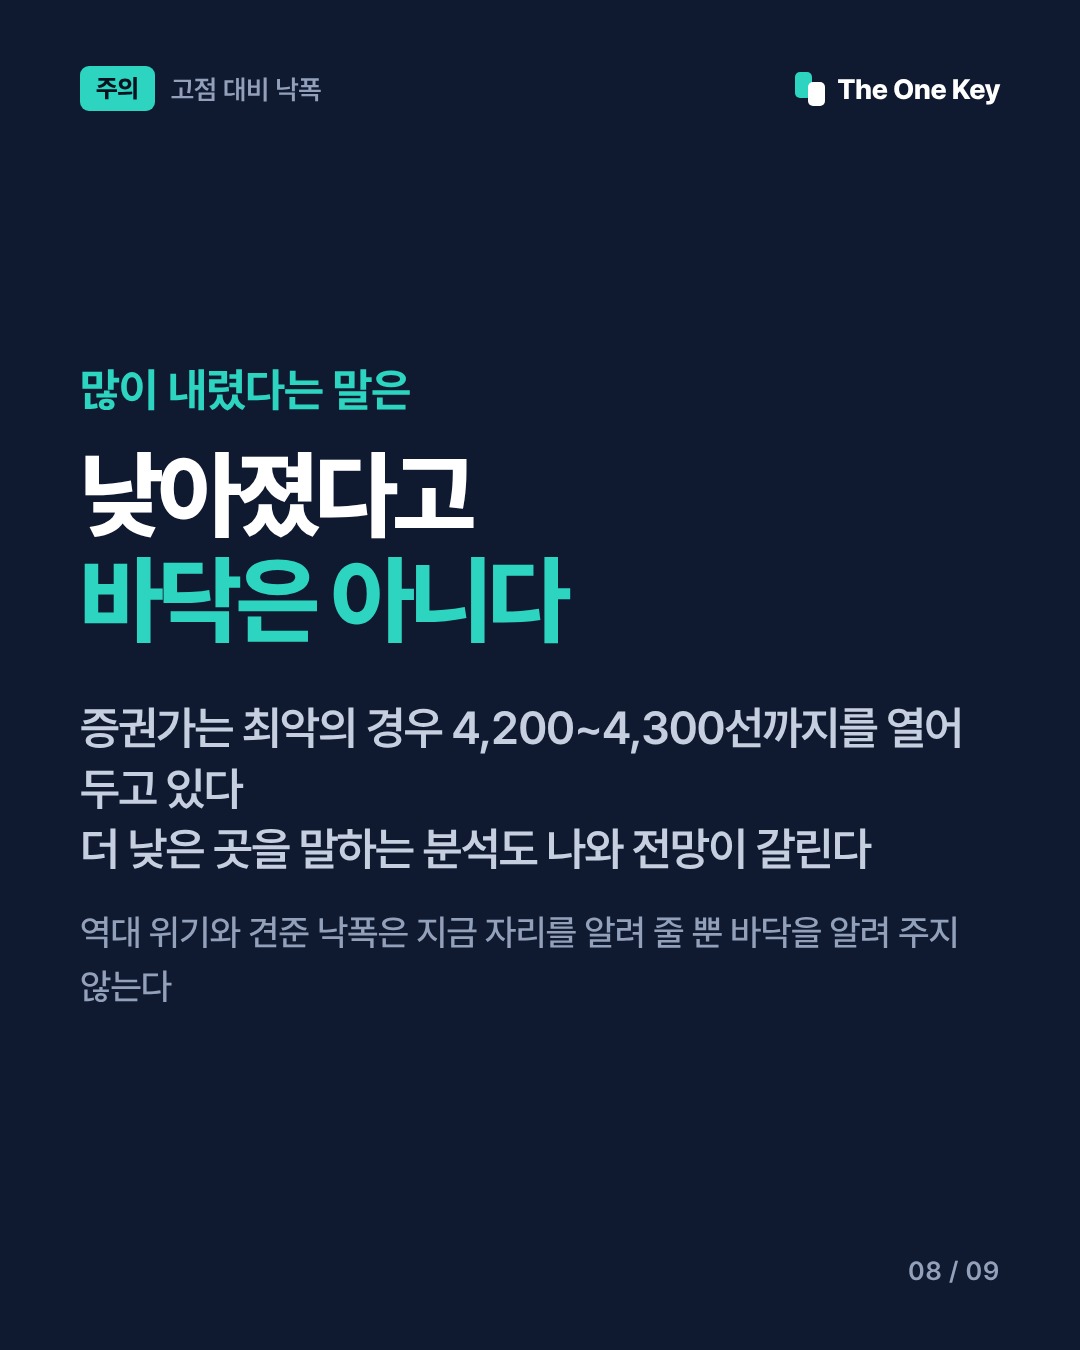 주의 고점 대비 낙폭
The One Key
많이 내렸다는 말은
낮아졌다고
바닥은 아니다
증권가는 최악의 경우 4,200~4,300선까지를 열어
두고 있다
더 낮은 곳을 말하는 분석도 나와 전망이 갈린다
역대 위기와 견준 낙폭은 지금 자리를 알려 줄 뿐 바닥을 알려 주지
않는다
08 / 09